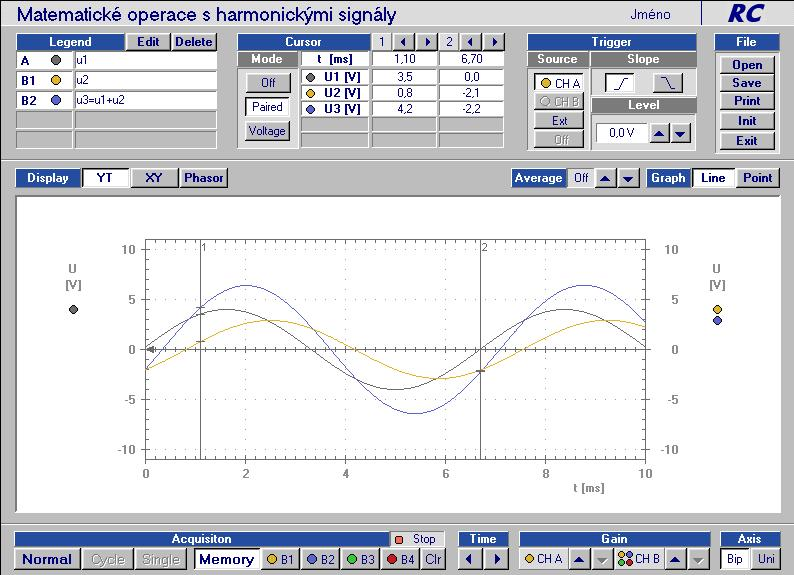 Matematické operace s harmonickými signály Jméno RC
Legend Edit Delete
A u1
B1 u2
B2 u3=u1+u2
Cursor 1 2
Mode t [ms] 1,10 6,70
Off U1 [V] 3,5 0,0
Paired U2 [V] 0,8 -2,1
Voltage U3 [V] 4,2 -2,2
Trigger
Source Slope
CH A
CH B Level
Ext 0,0 V
Off
File
Open
Save
Print
Init
Exit
Display YT XY Phasor Average Off Graph Line Point
1 2
U
[V]
10
5
0
-5
-10
10
5
0
-5
-10
U
[V]
0 2 4 6 8 10
t [ms]
Acquisiton Stop Time Gain Axis
Normal Cycle Single Memory B1 B2 B3 B4 Clr CH A CH B Bip Uni